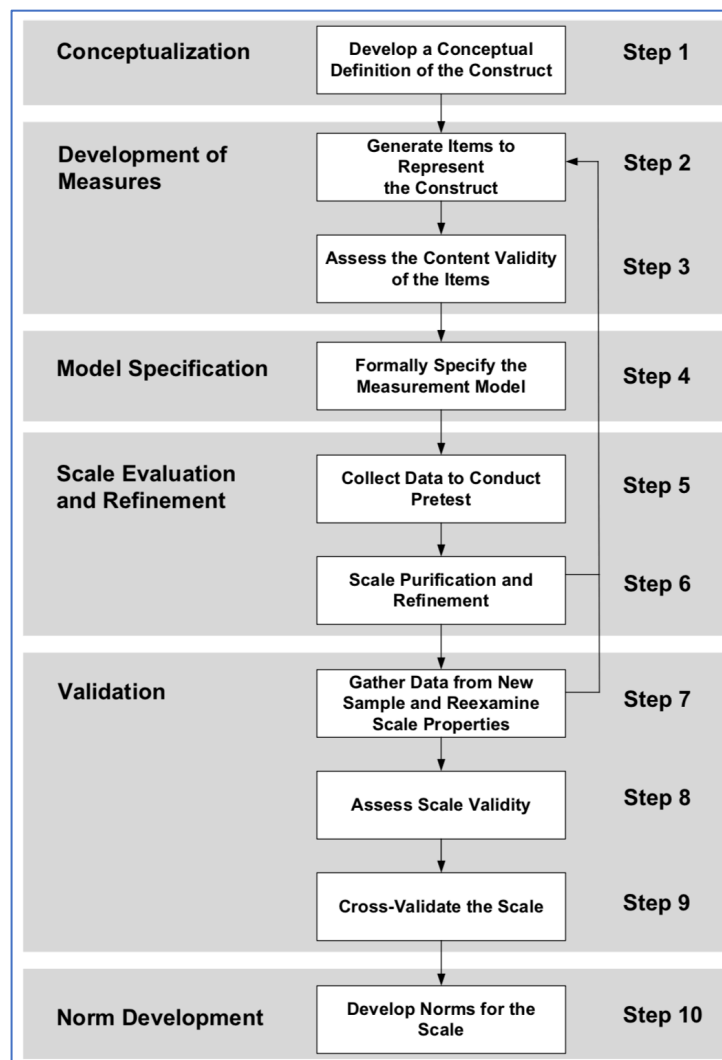 Conceptualization
Develop a Conceptual
Definition of the Construct
Step 1
Development of
Measures
Generate Items to
Represent
the Construct
Step 2
Assess the Content Validity
of the Items
Step 3
Model Specification
Formally Specify the
Measurement Model
Step 4
Scale Evaluation
and Refinement
Collect Data to Conduct
Pretest
Step 5
Scale Purification and
Refinement
Step 6
Validation
Gather Data from New
Sample and Reexamine
Scale Properties
Step 7
Assess Scale Validity
Step 8
Cross-Validate the Scale
Step 9
Norm Development
Develop Norms for the
Scale
Step 10